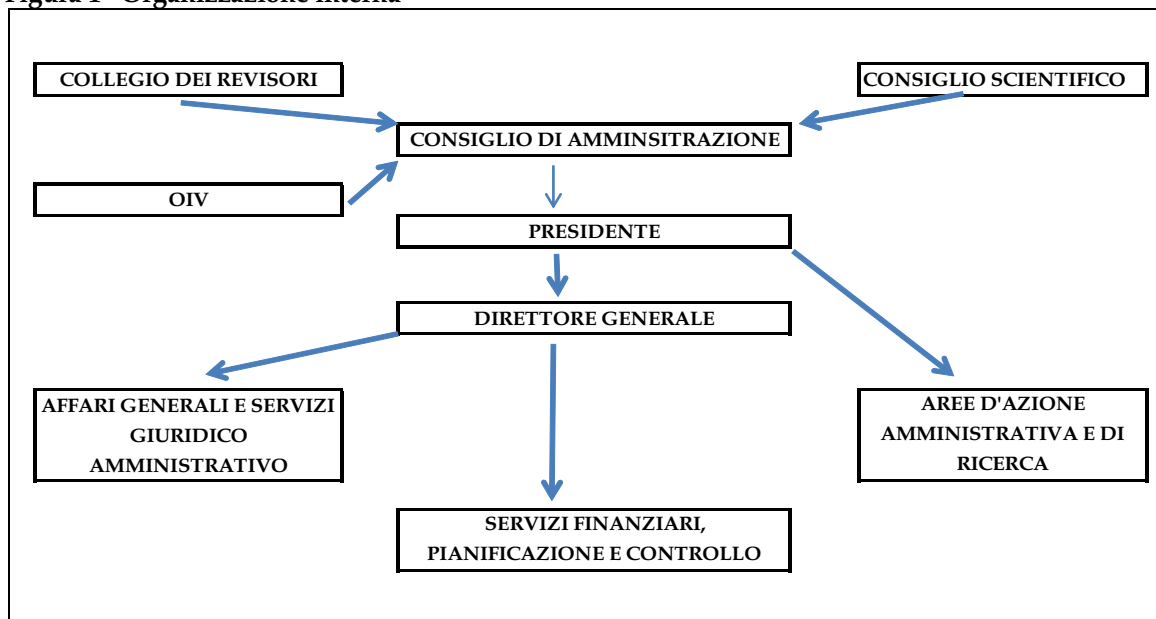 Figura 1 - Organizzazione interna
COLLEGIO DEI REVISORI
CONSIGLIO SCIENTIFICO
CONSIGLIO DI AMMINSITRAZIONE
OIV
PRESIDENTE
DIRETTORE GENERALE
AFFARI GENERALI E SERVIZI
GIURIDICO
AMMINISTRATIVO
AREE D'AZIONE
AMMINISTRATIVA E DI
RICERCA
SERVIZI FINANZIARI,
PIANIFICAZIONE E CONTROLLO